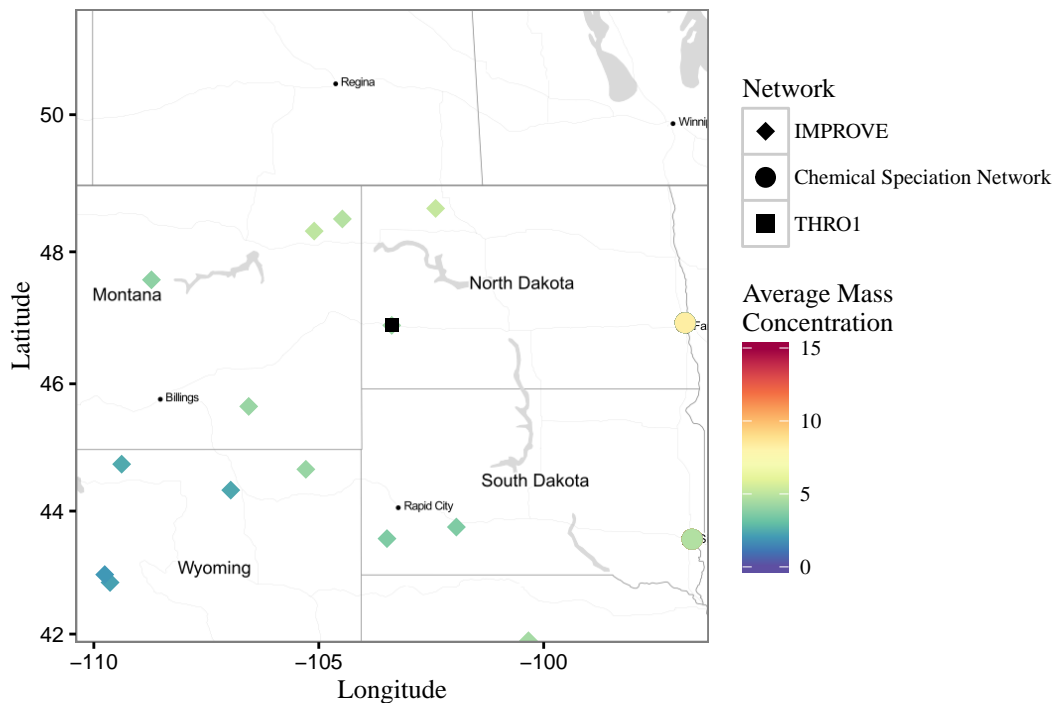 Regina
Winnip
Montana
North Dakota
Fa
Billings
South Dakota
Rapid City
S
Wyoming
50
48
46
44
42
−110
−105
−100
Latitude
Longitude
Network
IMPROVE
Chemical Speciation Network
THRO1
Average Mass
Concentration
15
10
5
0